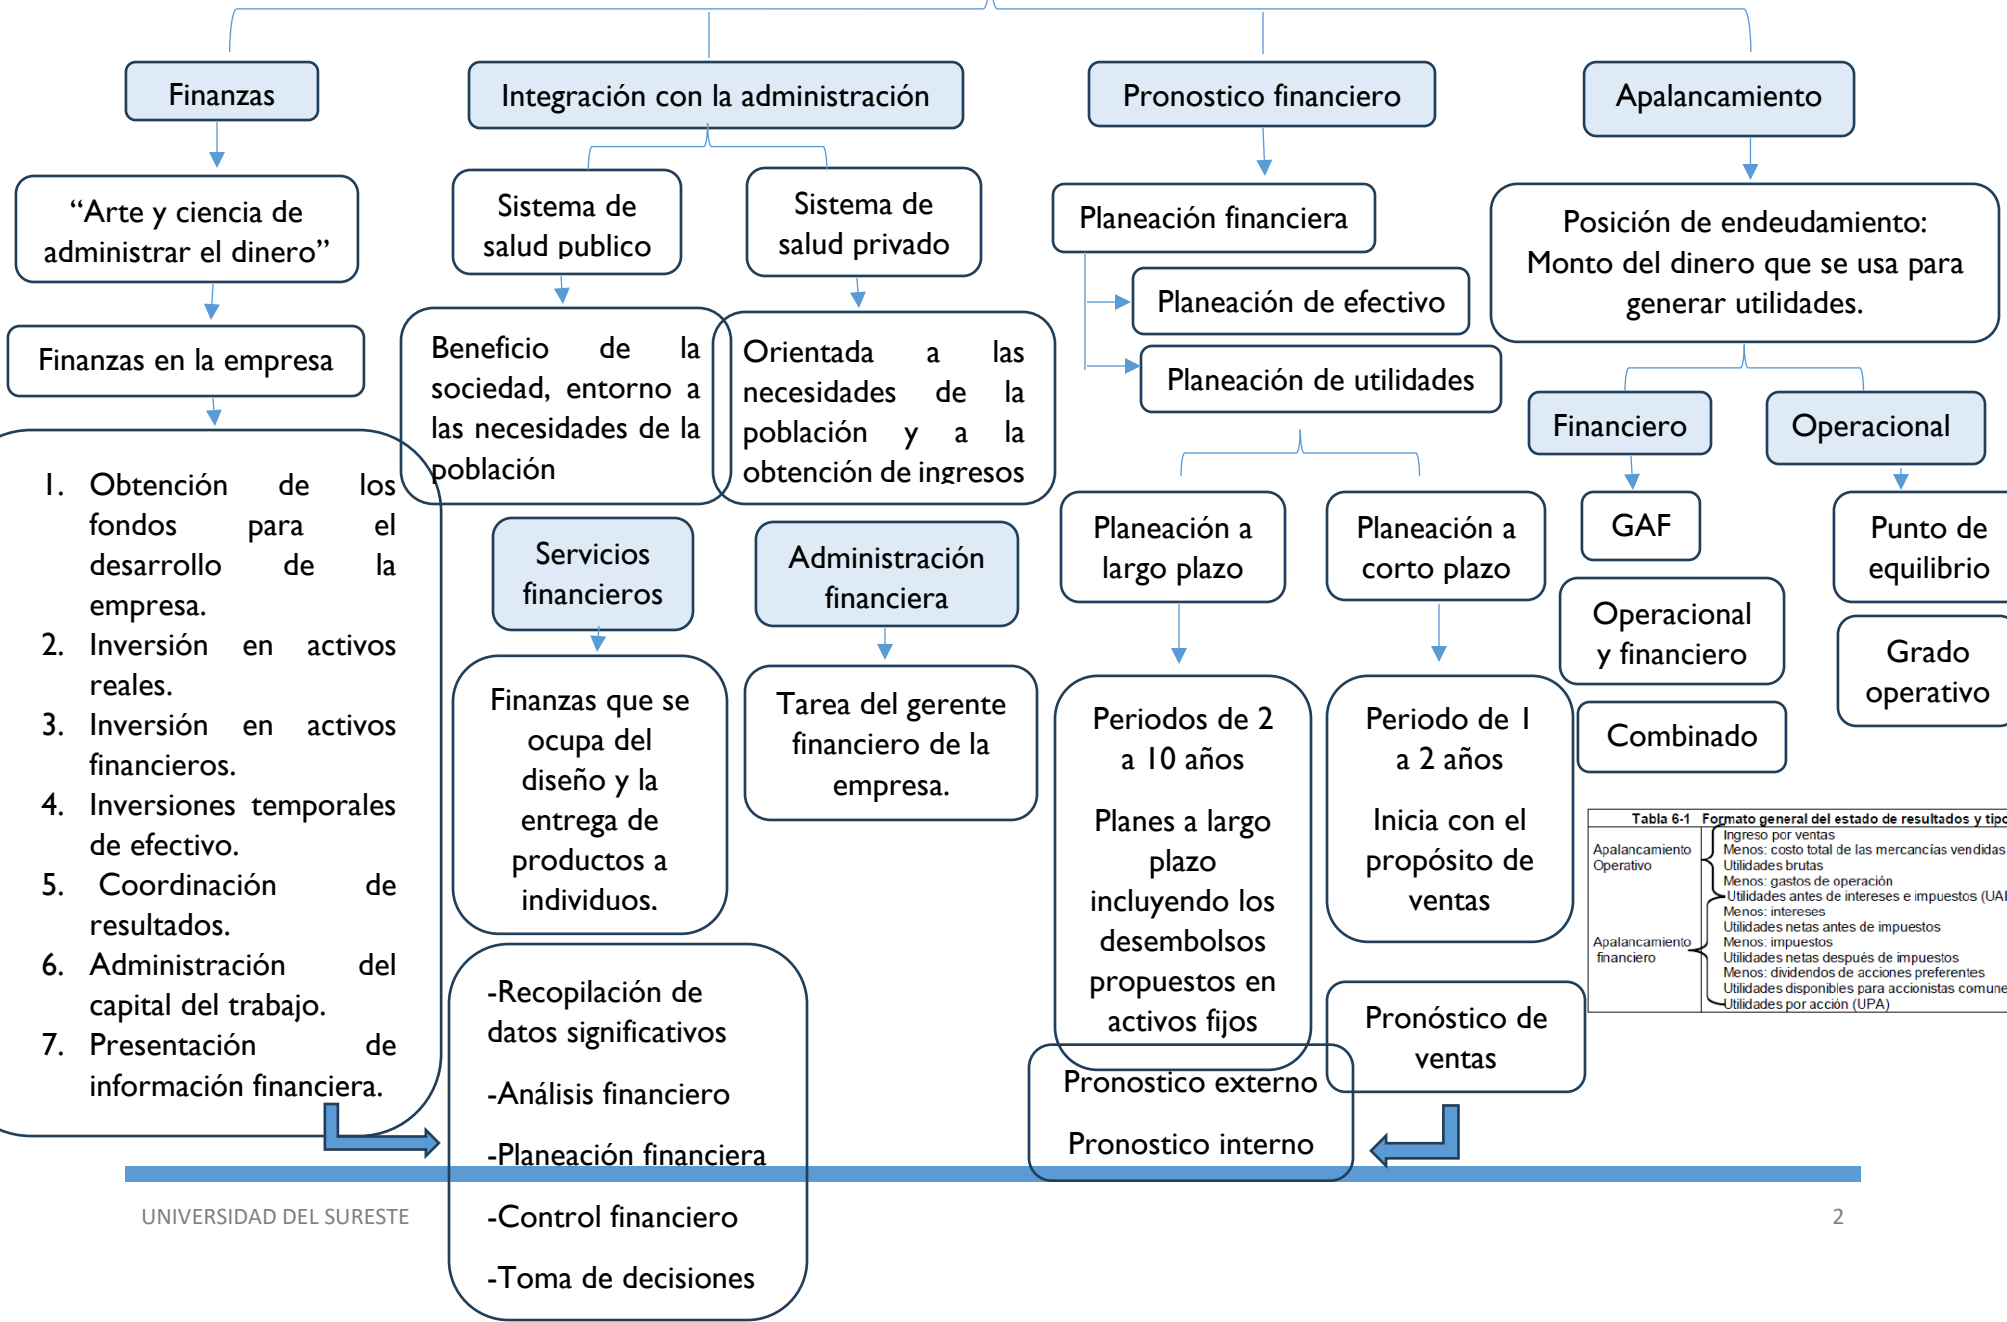 Finanzas
“Arte y ciencia de
administrar el dinero”
Finanzas en la empresa
1. Obtención de los
fondos para el
desarrollo de la
empresa.
2. Inversión en activos
reales.
3. Inversión en activos
financieros.
4. Inversiones temporales
de efectivo.
5. Coordinación de
resultados.
6. Administración del
capital del trabajo.
7. Presentación de
información financiera.
Integración con la administración
Sistema de
salud publico
Beneficio de la
sociedad, entorno a
las necesidades de la
población
Sistema de
salud privado
Orientada a las
necesidades de la
población y a la
obtención de ingresos
Servicios
financieros
Finanzas que se
ocupa del
diseño y la
entrega de
productos a
individuos.
Administración
financiera
Tarea del gerente
financiero de la
empresa.
-Recopilación de
datos significativos
-Análisis financiero
-Planeación financiera
-Control financiero
-Toma de decisiones
Pronostico financiero
Planeación financiera
Planeación de efectivo
Planeación de utilidades
Planeación a
largo plazo
Periodos de 2
a 10 años
Planes a largo
plazo
incluyendo los
desembolsos
propuestos en
activos fijos
Planeación a
corto plazo
Periodo de 1
a 2 años
Inicia con el
propósito de
ventas
Pronóstico de
ventas
Pronostico externo
Pronostico interno
Apalancamiento
Posición de endeudamiento:
Monto del dinero que se usa para
generar utilidades.
Financiero
GAF
Operacional
y financiero
Combinado
Operacional
Punto de
equilibrio
Grado
operativo
Tabla 6-1 Formato general del estado de resultados y tipo
Apalancamiento
Operativo
Ingreso por ventas
Menos: costo total de las mercancías vendidas
Utilidades brutas
Menos: gastos de operación
Utilidades antes de intereses e impuestos (UAI
Apalancamiento
financiero
Menos: intereses
Utilidades netas antes de impuestos
Menos: impuestos
Utilidades netas después de impuestos
Menos: dividendos de acciones preferentes
Utilidades disponibles para accionistas comune
Utilidades por acción (UPA)
UNIVERSIDAD DEL SURESTE
2